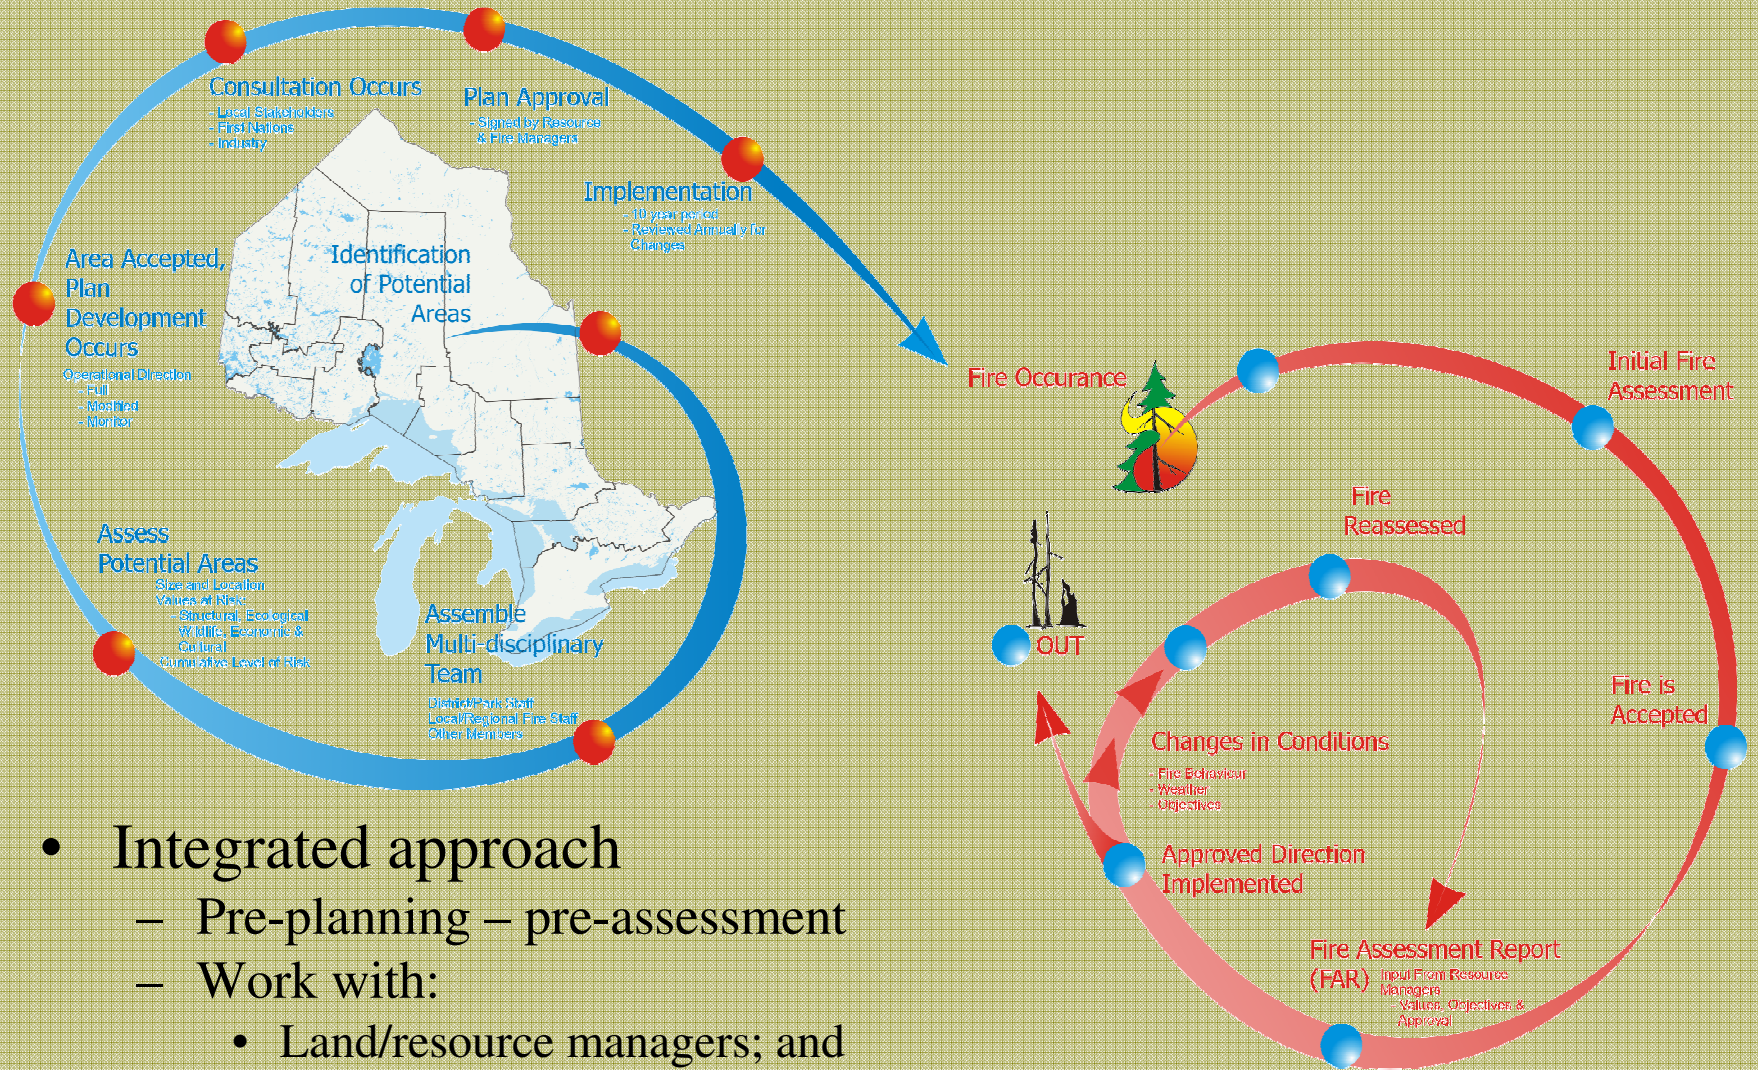 Consultation Occurs
- Local Stakeholders
- First Nations
- Industry
Plan Approval
- Signed by Resource
& Fire Managers
Implementation
- 10 year period
- Reviewed Annually for
Changes
Identification
of Potential
Areas
Area Accepted,
Plan
Development
Occurs
Operational Direction
- Full
- Modified
- Monitor
Assess
Potential Areas
Size and Location
Values at Risk:
- Structural, Ecological
Wildlife, Economic &
Cultural
Cumulative Level of Risk
Assemble
Multi-disciplinary
Team
District/Park Staff
Local/Regional Fire Staff
Other Members
Fire Occurance
Initial Fire
Assessment
Fire
Reassessed
OUT
Fire is
Accepted
Changes in Conditions
- Fire Behaviour
- Weather
- Objectives
Approved Direction
Implemented
Fire Assessment Report
(FAR) Input From Resource
Managers
- Values, Objectives &
Approval
• Integrated approach
– Pre-planning – pre-assessment
– Work with:
• Land/resource managers; and